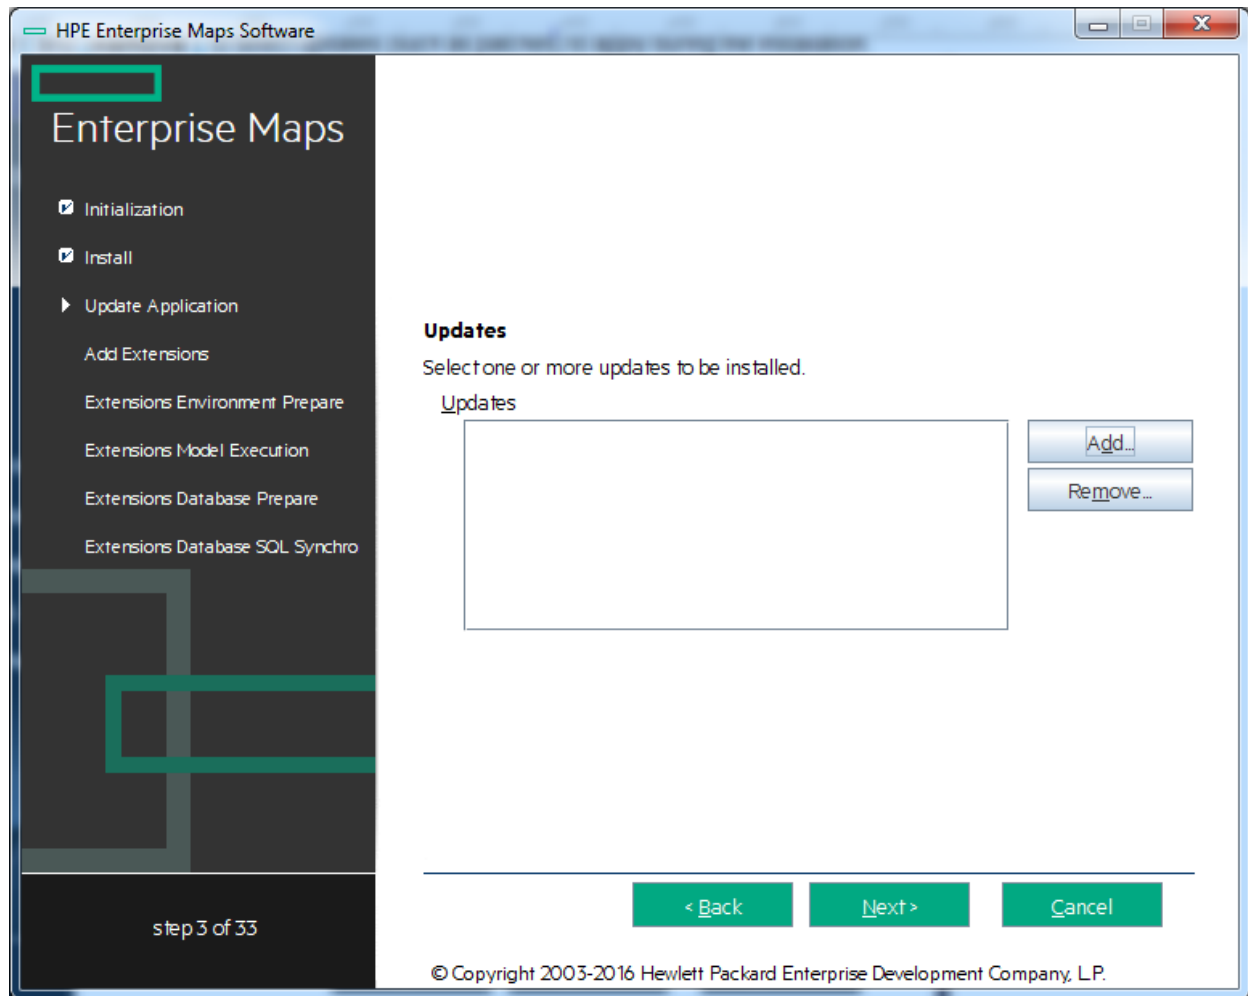 HPE Enterprise Maps Software
Enterprise Maps
Initialization
Install
Update Application
Add Extensions
Extensions Environment Prepare
Extensions Model Execution
Extensions Database Prepare
Extensions Database SQL Synchro
step 3 of 33
Updates
Select one or more updates to be installed.
Updates
Add...
Remove...
< Back
Next >
Cancel
© Copyright 2003-2016 Hewlett Packard Enterprise Development Company, L.P.